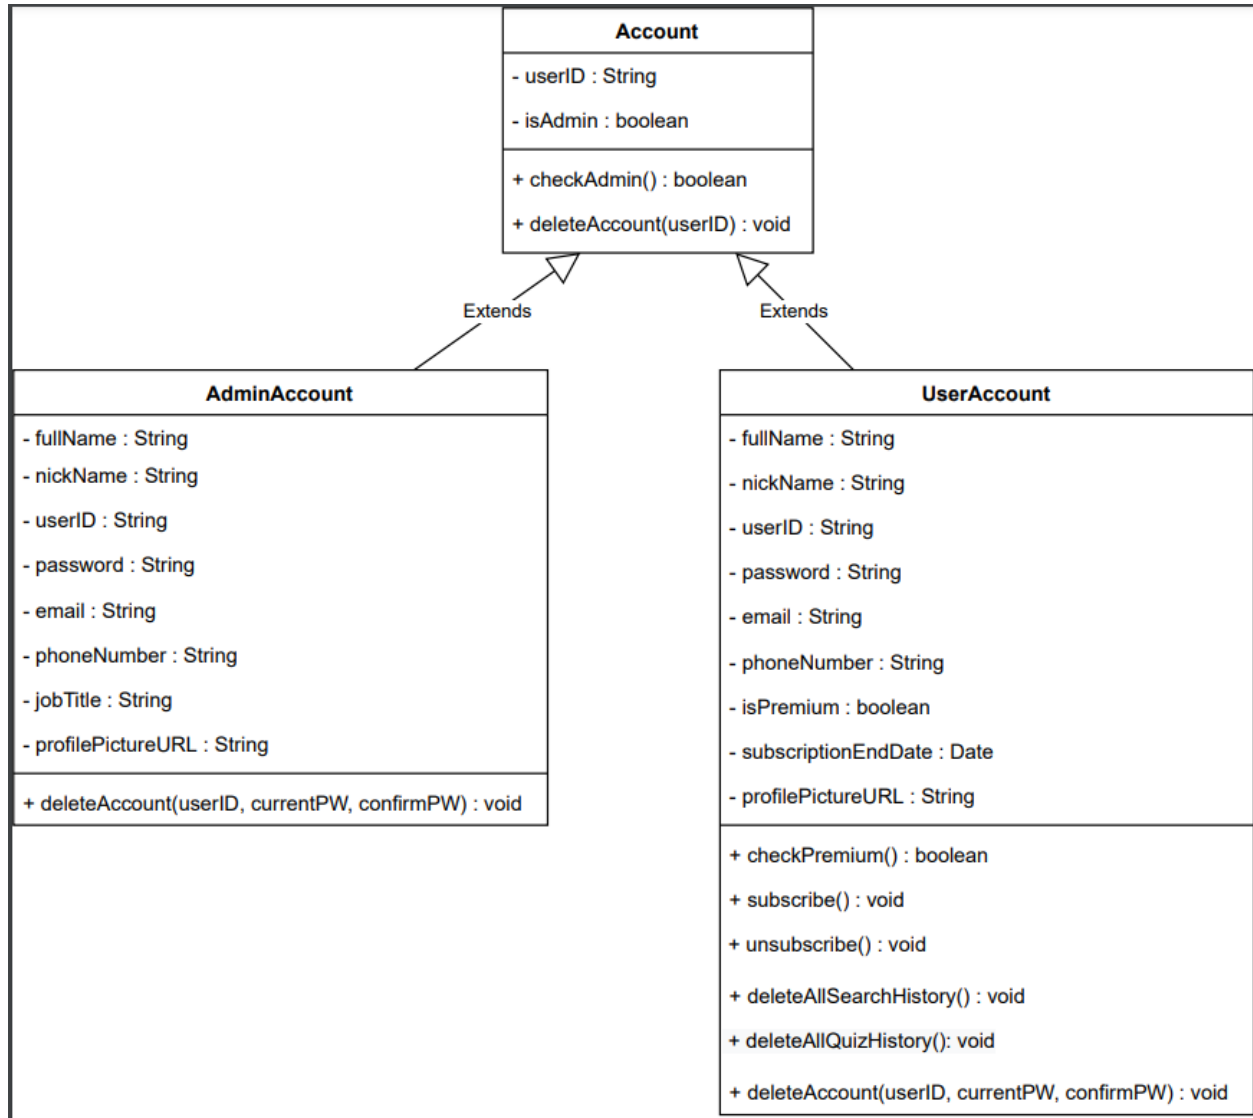 Account
- userID : String
- isAdmin : boolean
+ checkAdmin() : boolean
+ deleteAccount(userID) : void
Extends
Extends
AdminAccount
- fullName : String
- nickName : String
- userID : String
- password : String
- email : String
- phoneNumber : String
- jobTitle : String
- profilePictureURL : String
+ deleteAccount(userID, currentPW, confirmPW) : void
UserAccount
- fullName : String
- nickName : String
- userID : String
- password : String
- email : String
- phoneNumber : String
- isPremium : boolean
- subscriptionEndDate : Date
- profilePictureURL : String
+ checkPremium() : boolean
+ subscribe() : void
+ unsubscribe() : void
+ deleteAllSearchHistory() : void
+ deleteAllQuizHistory(): void
+ deleteAccount(userID, currentPW, confirmPW) : void